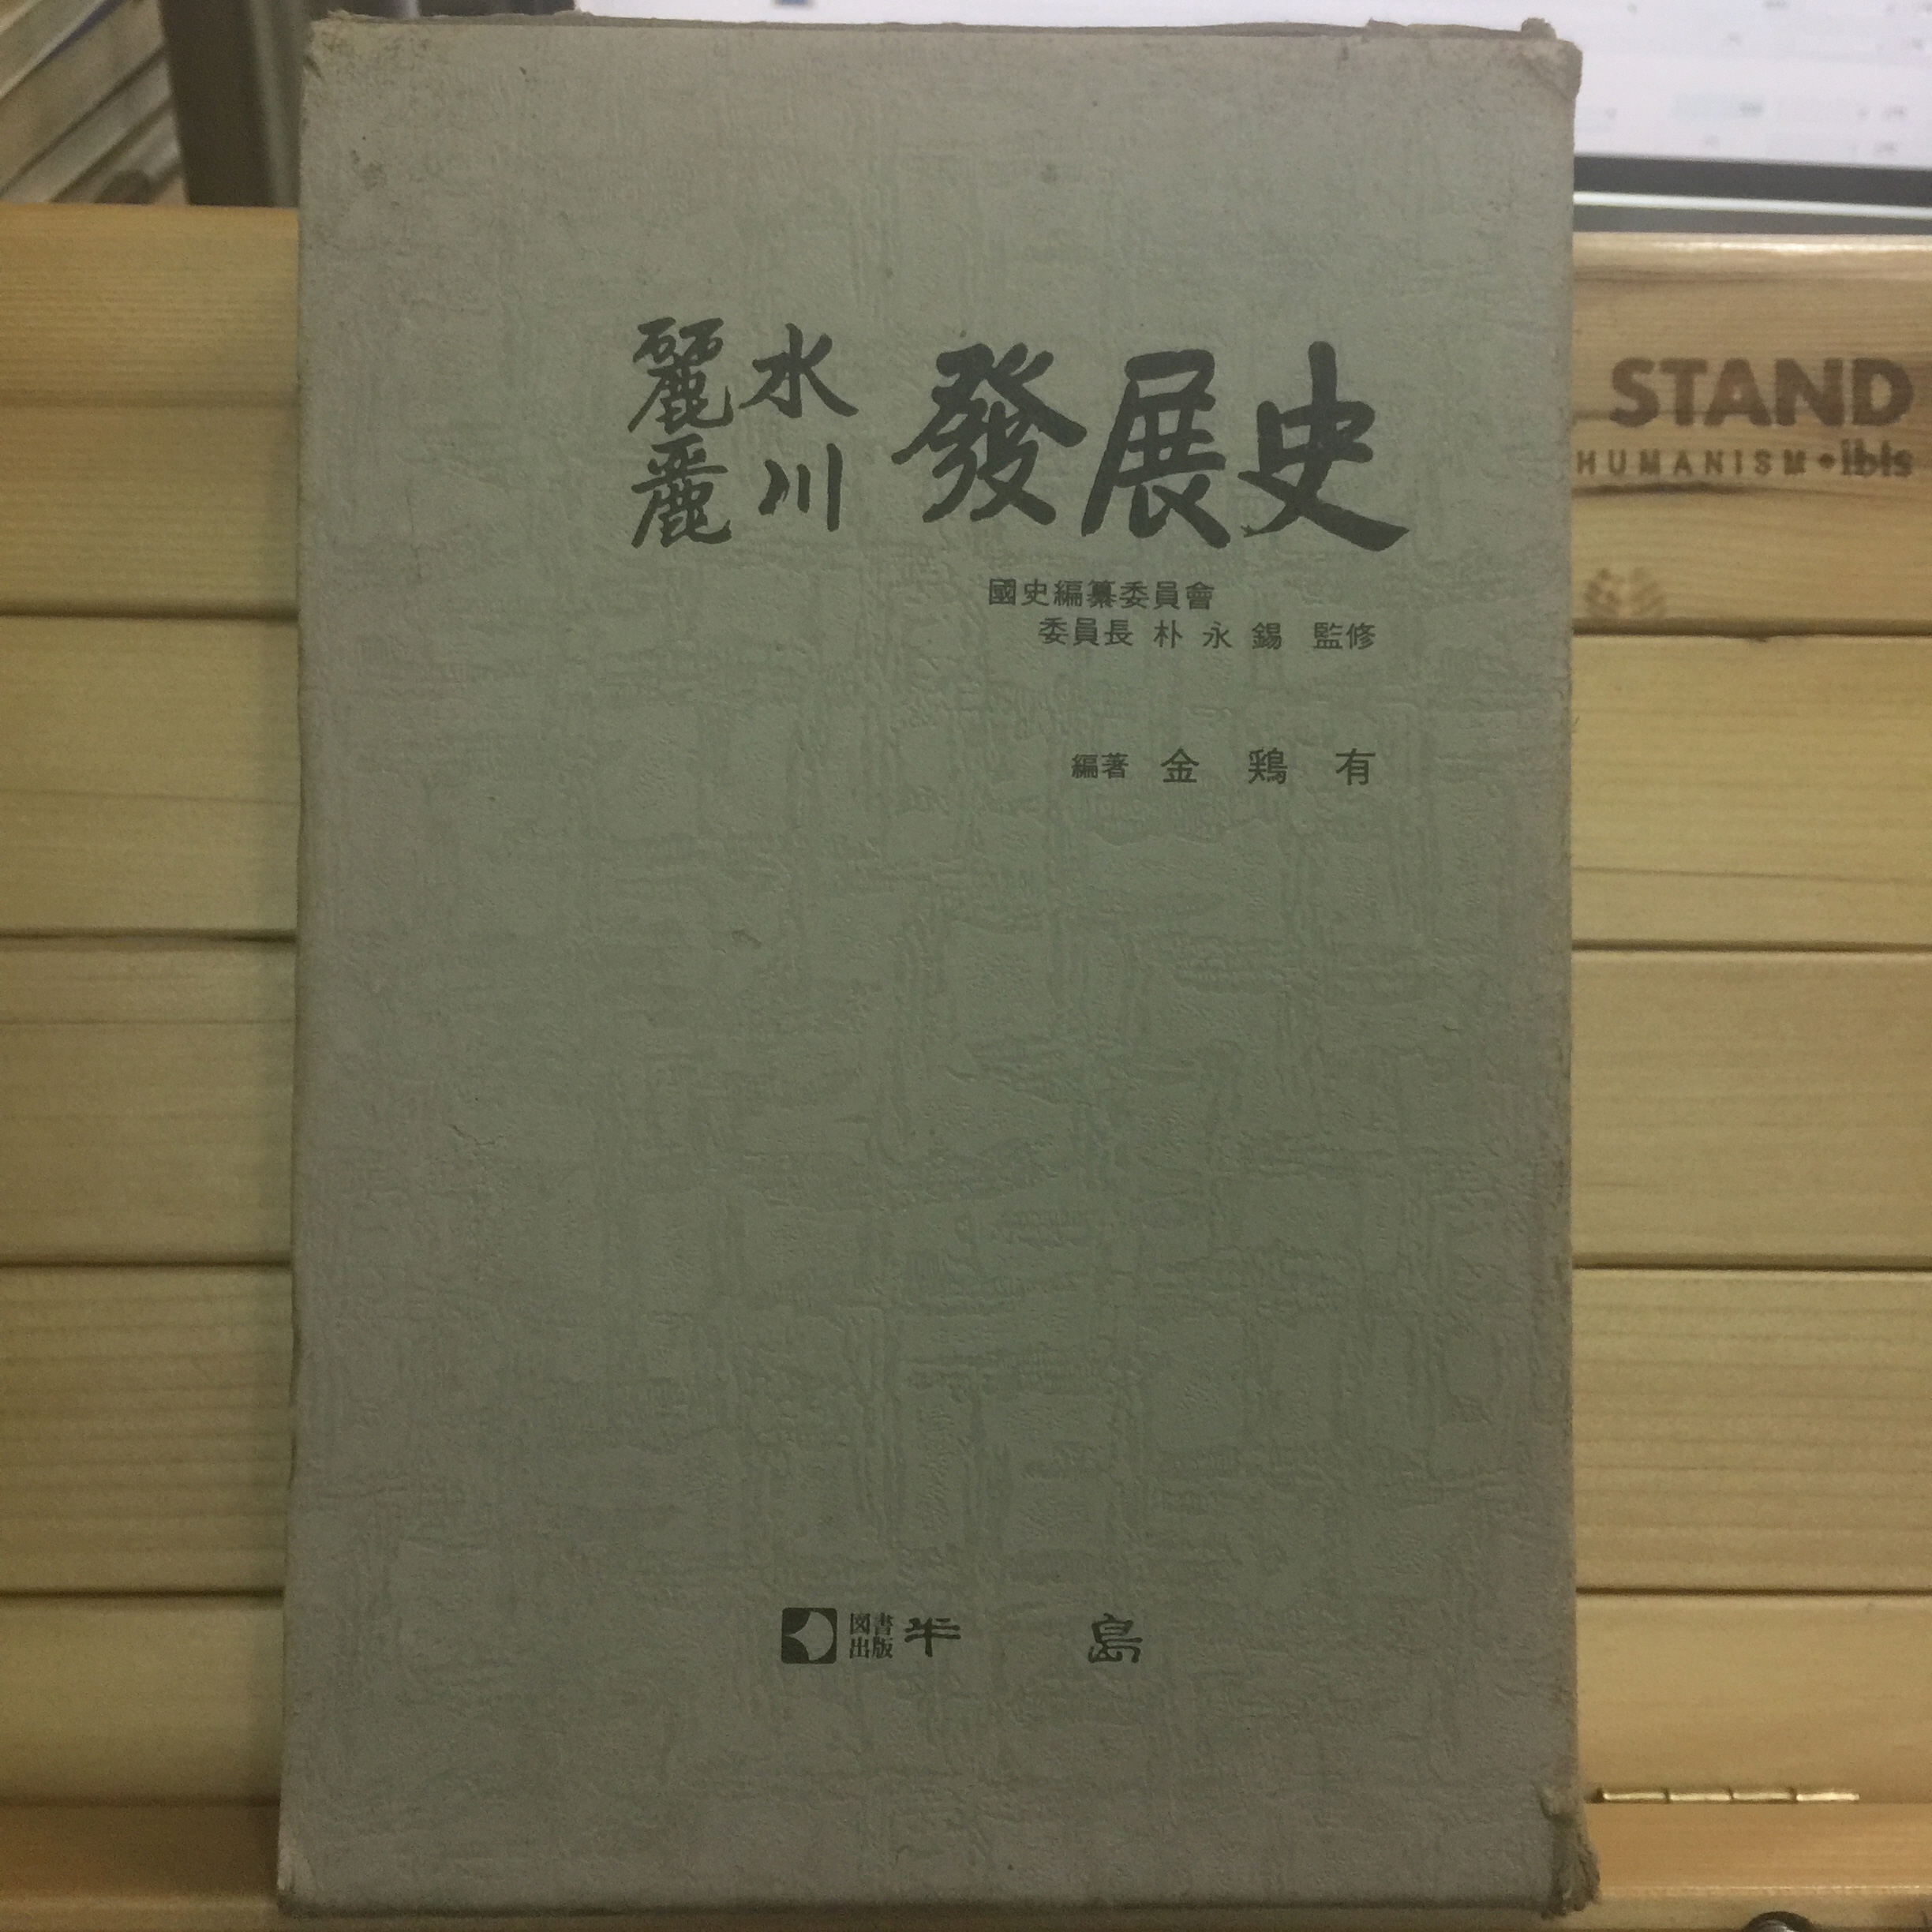 麗水
麗川
發展史
國史編纂委員會
委員長 朴永錫 監修
編著 金鶏有
図書
出版
半島
STAND
HUMANISM•ibis